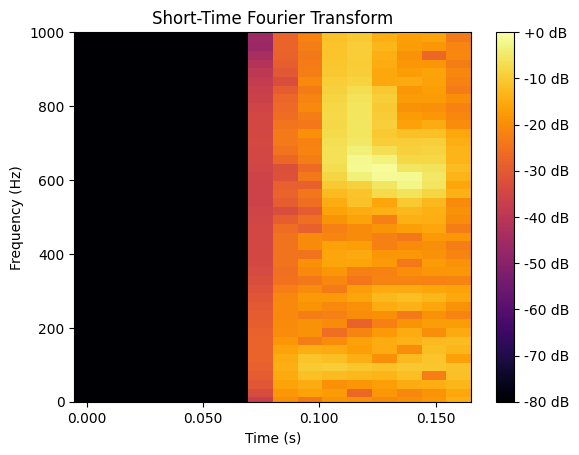 Short-Time Fourier Transform
Frequency (Hz)
1000
800
600
400
200
0
0.000
0.050
0.100
0.150
Time (s)
+0 dB
-10 dB
-20 dB
-30 dB
-40 dB
-50 dB
-60 dB
-70 dB
-80 dB